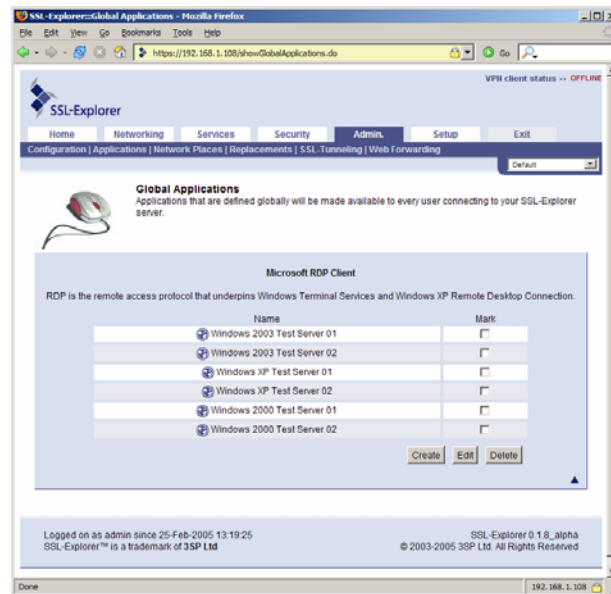 SSL-Explorer:::Global Applications - Mozilla Firefox
File Edit View Go Bookmarks Tools Help
https://192.168.1.108/showGlobalApplications.do Go
VPN client status -- OFFLINE
SSL-Explorer
Home Networking Services Security Admin. Setup Exit
Configuration | Applications | Network Places | Replacements | SSL-Tunneling | Web Forwarding
Default
Global Applications
Applications that are defined globally will be made available to every user connecting to your SSL-Explorer
server.
Microsoft RDP Client
RDP is the remote access protocol that underpins Windows Terminal Services and Windows XP Remote Desktop Connection.
Name Mark
Windows 2003 Test Server 01
Windows 2003 Test Server 02
Windows XP Test Server 01
Windows XP Test Server 02
Windows 2000 Test Server 01
Windows 2000 Test Server 02
Create Edit Delete
Logged on as admin since 25-Feb-2005 13:19:25 SSL-Explorer 0.1.8_alpha
SSL-Explorer™ is a trademark of 3SP Ltd © 2003-2005 3SP Ltd. All Rights Reserved
Done 192.168.1.108